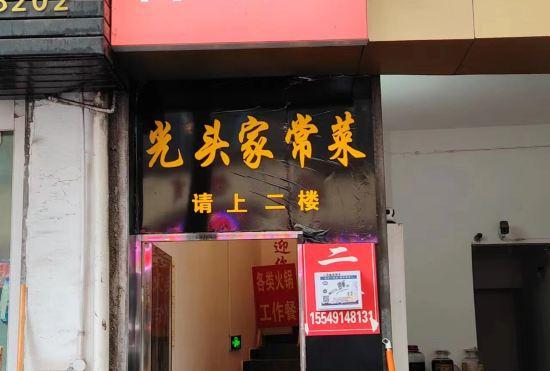 8202
光头家常菜
请上二楼
迎
各类火锅
工作餐
二
15549148131